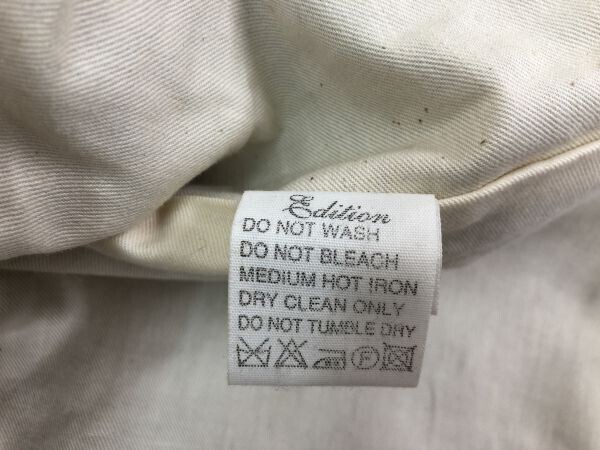 Edition
DO NOT WASH
DO NOT BLEACH
MEDIUM HOT IRON
DRY CLEAN ONLY
DO NOT TUMBLE DRY
F